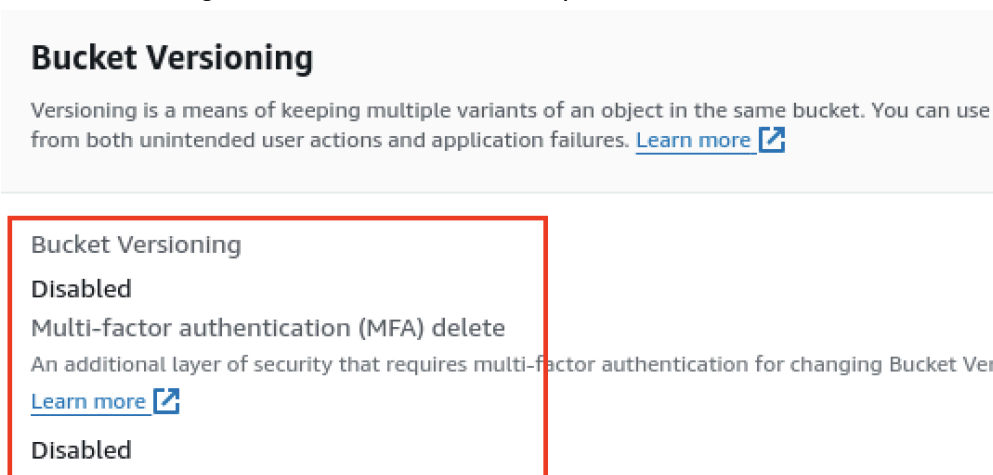 Bucket Versioning
Versioning is a means of keeping multiple variants of an object in the same bucket. You can use
from both unintended user actions and application failures. Learn more
Bucket Versioning
Disabled
Multi-factor authentication (MFA) delete
An additional layer of security that requires multi-factor authentication for changing Bucket Ver
Learn more
Disabled